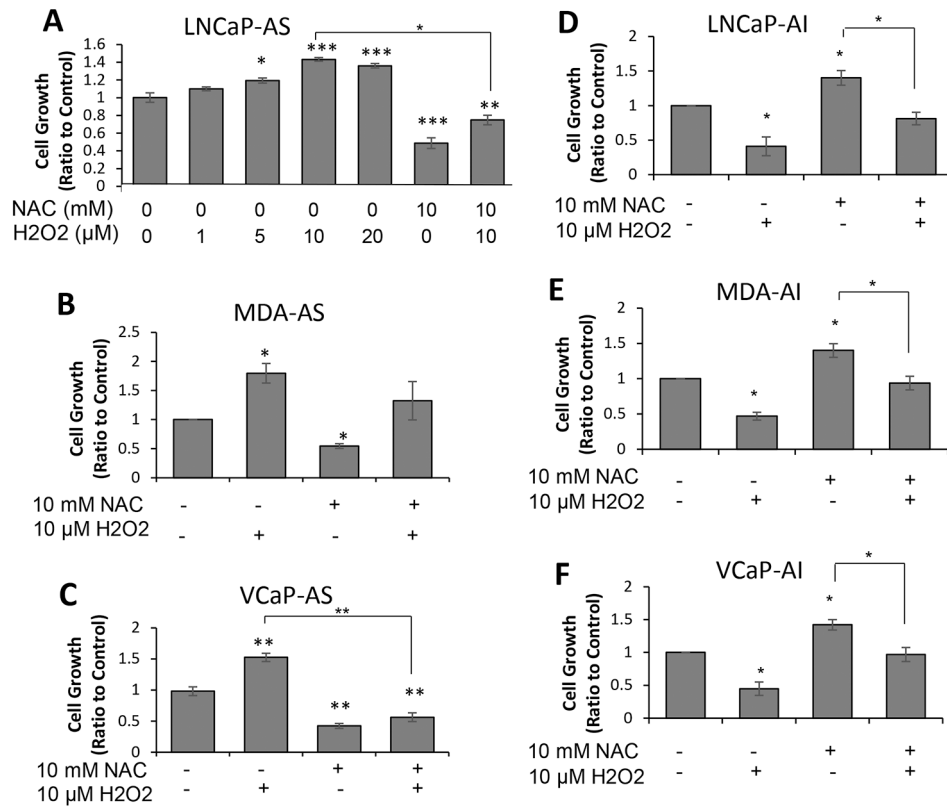 A
LNCaP-AS
Cell Growth
(Ratio to Control)
1.6
1.4
1.2
1
0.8
0.6
0.4
0.2
0
* *** *** *** ** *
NAC (mM) 0 0 0 0 0 10 10
H2O2 (µM) 0 1 5 10 20 0 10
B
MDA-AS
Cell Growth
(Ratio to Control)
2.5
2
1.5
1
0.5
0
* *
10 mM NAC - - + +
10 µM H2O2 - + - +
C
VCaP-AS
Cell Growth
(Ratio to Control)
2
1.5
1
0.5
0
** ** ** **
10 mM NAC - - + +
10 µM H2O2 - + - +
D
LNCaP-AI
Cell Growth
(Ratio to Control)
2
1.5
1
0.5
0
* * *
10 mM NAC - - + +
10 µM H2O2 - + - +
E
MDA-AI
Cell Growth
(Ratio to Control)
2
1.5
1
0.5
0
* * *
10 mM NAC - - + +
10 µM H2O2 - + - +
F
VCaP-AI
Cell Growth
(Ratio to Control)
2
1.5
1
0.5
0
* * *
10 mM NAC - - + +
10 µM H2O2 - + - +